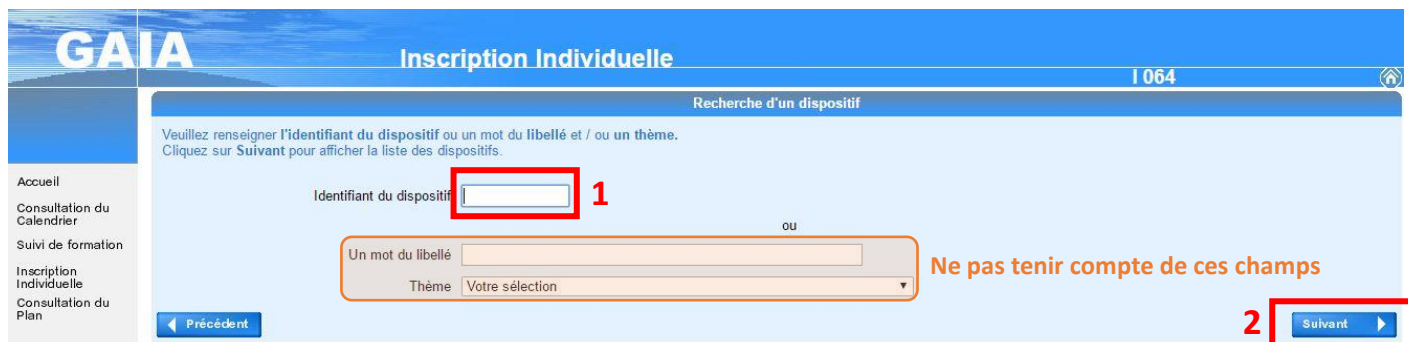 GAIA
Inscription Individuelle
I 064
Recherche d'un dispositif
Veuillez renseigner l'identifiant du dispositif ou un mot du libellé et / ou un thème.
Cliquez sur Suivant pour afficher la liste des dispositifs.
Accueil
Consultation du
Calendrier
Suivi de formation
Inscription
Individuelle
Consultation du
Plan
Identifiant du dispositif
1
ou
Un mot du libellé
Thème Votre sélection
Ne pas tenir compte de ces champs
Précédent
2
Suivant